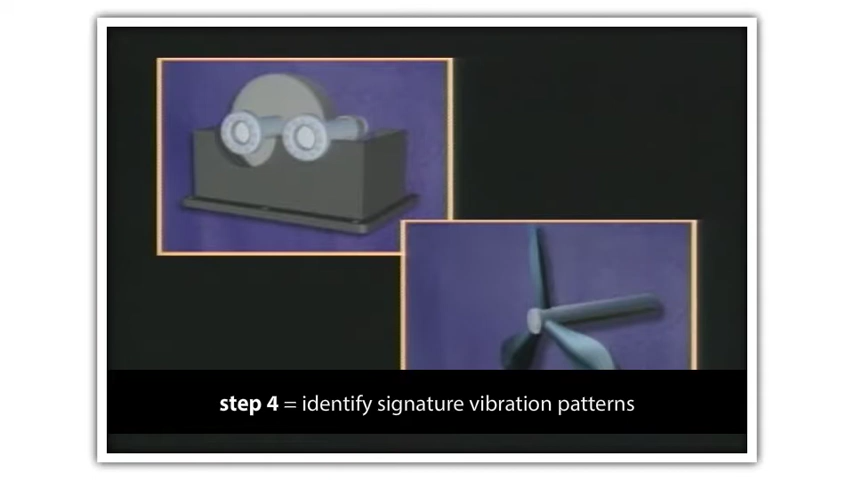 step 4 = identify signature vibration patterns